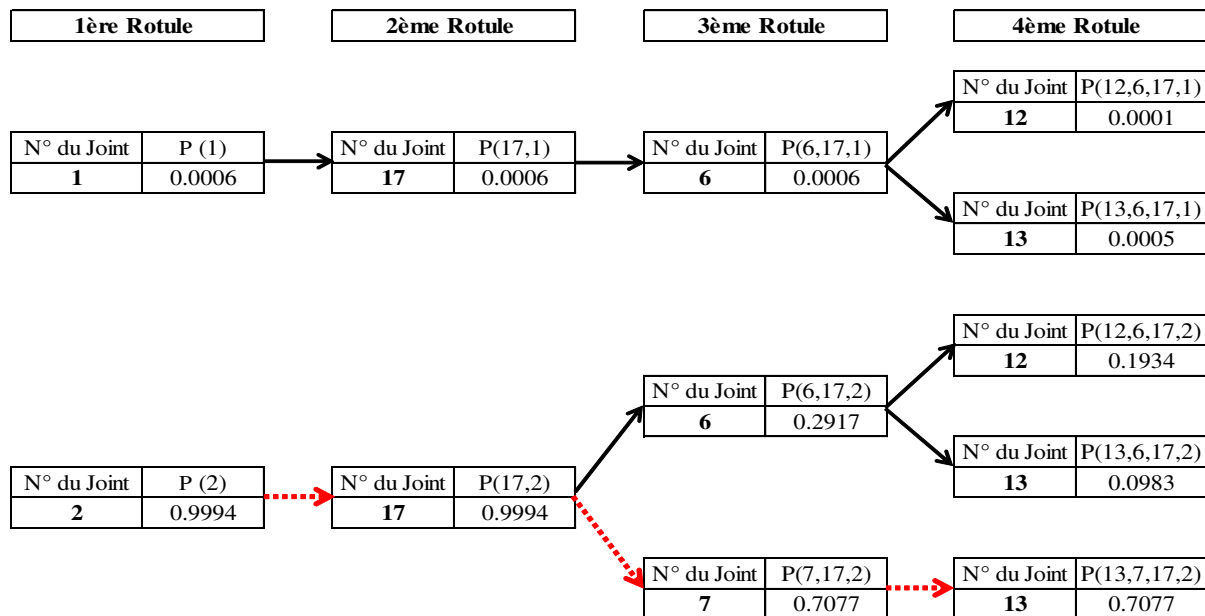 1ère Rotule 2ème Rotule 3ème Rotule 4ème Rotule
N° du Joint P(12,6,17,1)
12 0.0001
N° du Joint P (1) N° du Joint P(17,1) N° du Joint P(6,17,1)
1 0.0006 17 0.0006 6 0.0006
N° du Joint P(13,6,17,1)
13 0.0005
N° du Joint P(12,6,17,2)
12 0.1934
N° du Joint P(6,17,2)
6 0.2917
N° du Joint P(13,6,17,2)
13 0.0983
N° du Joint P (2) N° du Joint P(17,2)
2 0.9994 17 0.9994
N° du Joint P(7,17,2) N° du Joint P(13,7,17,2)
7 0.7077 13 0.7077